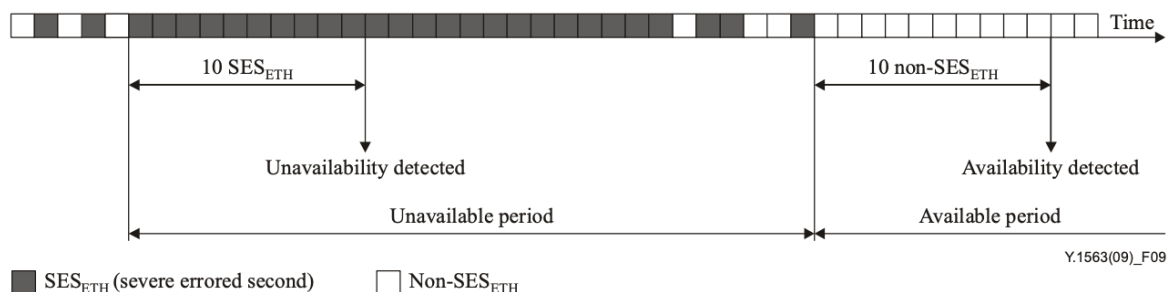 Time
10 SES_ETH
10 non-SES_ETH
Unavailability detected
Availability detected
Unavailable period
Available period
Y.1563(09)_F09
SES_ETH (severe errored second)
Non-SES_ETH